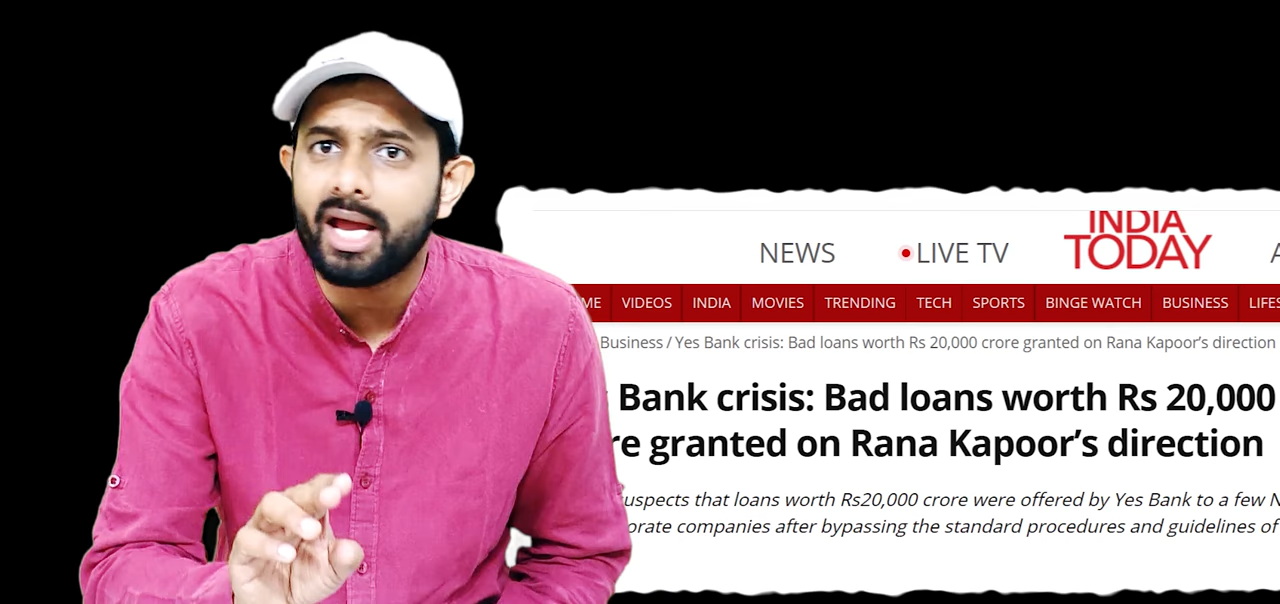 INDIA
TODAY
NEWS
LIVE TV
VIDEOS
INDIA
MOVIES
TRENDING
TECH
SPORTS
BINGE WATCH
BUSINESS
Business / Yes Bank crisis: Bad loans worth Rs 20,000 crore granted on Rana Kapoor's direction
Bank crisis: Bad loans worth Rs 20,000
granted on Rana Kapoor's direction
that loans worth Rs20,000 crore were offered by Yes Bank to a few
companies after bypassing the standard procedures and guidelines of